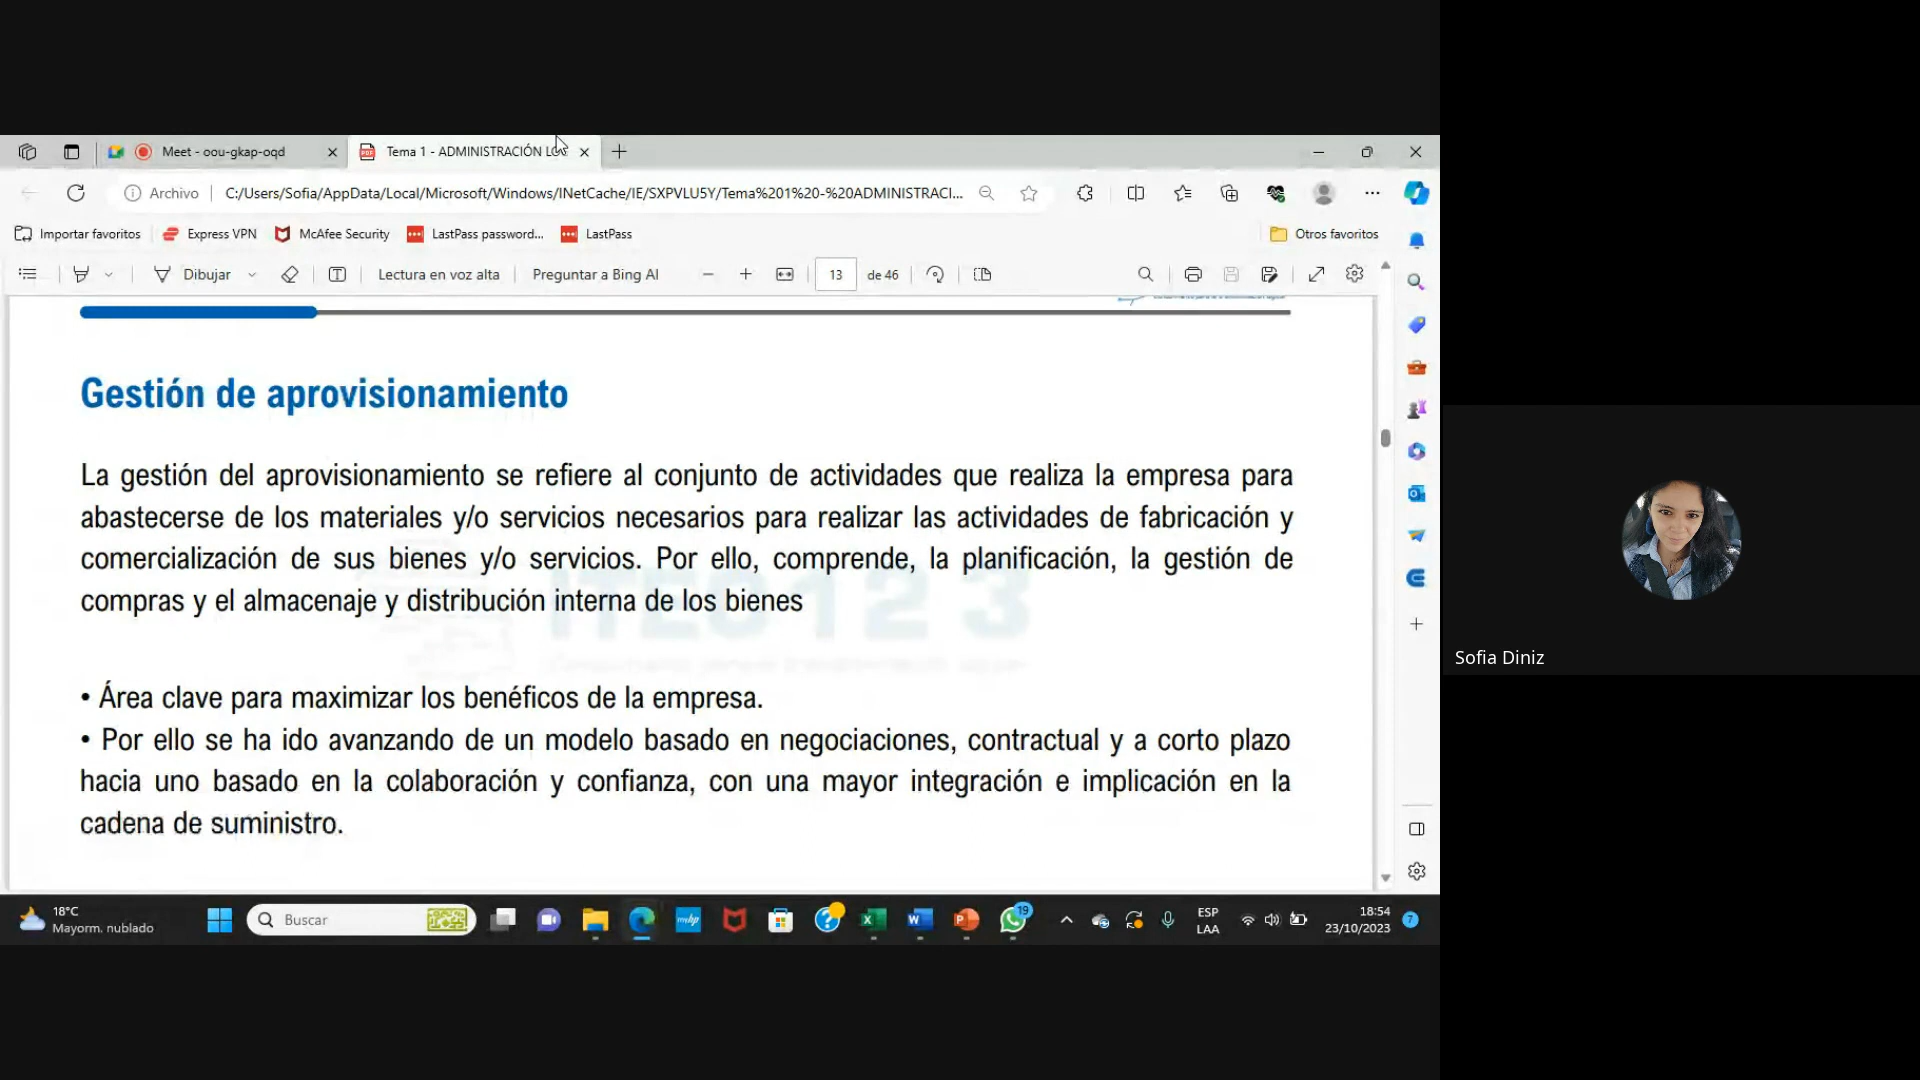 Meet - oou-gkap-oqd
Tema 1 - ADMINISTRACIÓN LO
Archivo
C:/Users/Sofia/AppData/Local/Microsoft/Windows/INetCache/IE/SXPVLU5Y/Tema%201%20-%20ADMINISTRACI...
Importar favoritos
Express VPN
McAfee Security
LastPass password...
LastPass
Otros favoritos
Dibujar
Lectura en voz alta
Preguntar a Bing AI
13
de 46
Gestión de aprovisionamiento
La gestión del aprovisionamiento se refiere al conjunto de actividades que realiza la empresa para
abastecerse de los materiales y/o servicios necesarios para realizar las actividades de fabricación y
comercialización de sus bienes y/o servicios. Por ello, comprende, la planificación, la gestión de
compras y el almacenaje y distribución interna de los bienes
ITEC 1 2 3
• Área clave para maximizar los benéficos de la empresa.
• Por ello se ha ido avanzando de un modelo basado en negociaciones, contractual y a corto plazo
hacia uno basado en la colaboración y confianza, con una mayor integración e implicación en la
cadena de suministro.
Sofia Diniz
18°C
Mayorm. nublado
Buscar
19
ESP
LAA
18:54
23/10/2023
7